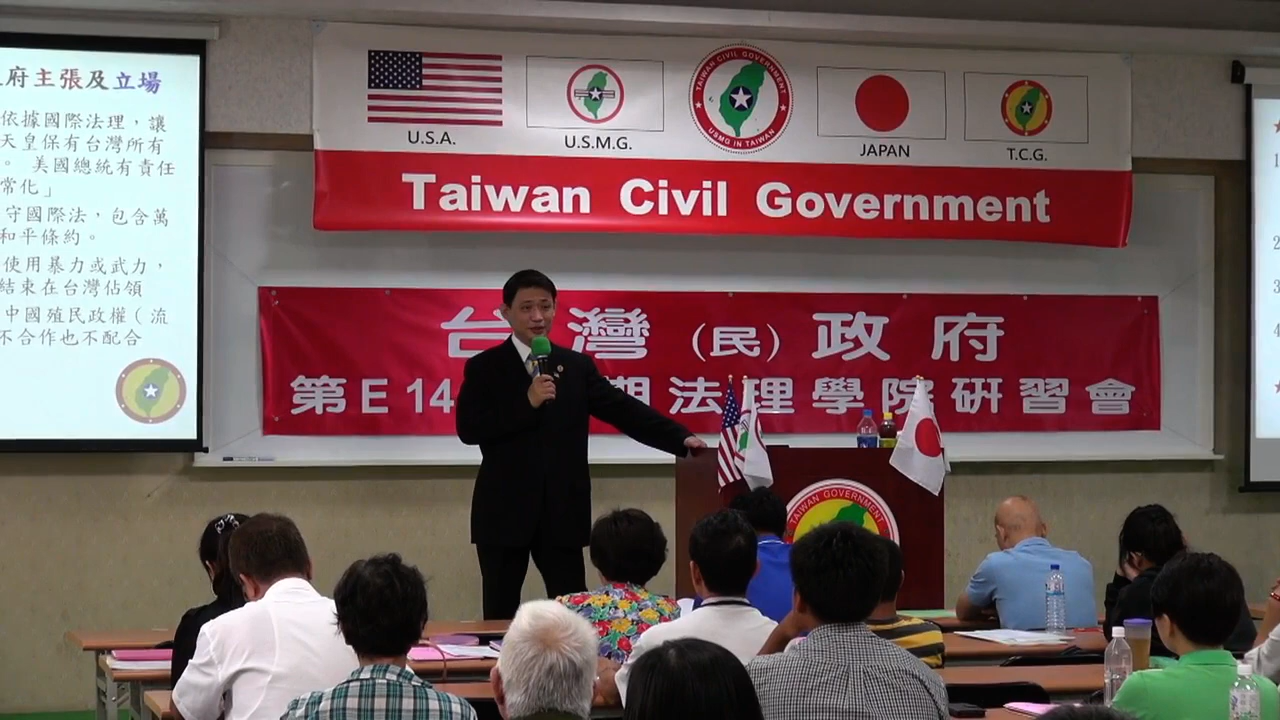 府主張及立場
依據國際法理，讓
天皇保有台灣所有
。 美國總統有責任
常化」
守國際法，包含萬
和平條約。
使用暴力或武力，
結束在台灣佔領
中國殖民政權（流
不合作也不配合
TAIWAN CIVIL GOVERNMENT
USMG IN TAIWAN
U.S.A.
U.S.M.G.
JAPAN
T.C.G.
Taiwan Civil Government
台灣（民）政府
第E14 期法理學院研習會
TAIWAN GOVERNMENT
1
2
3
4